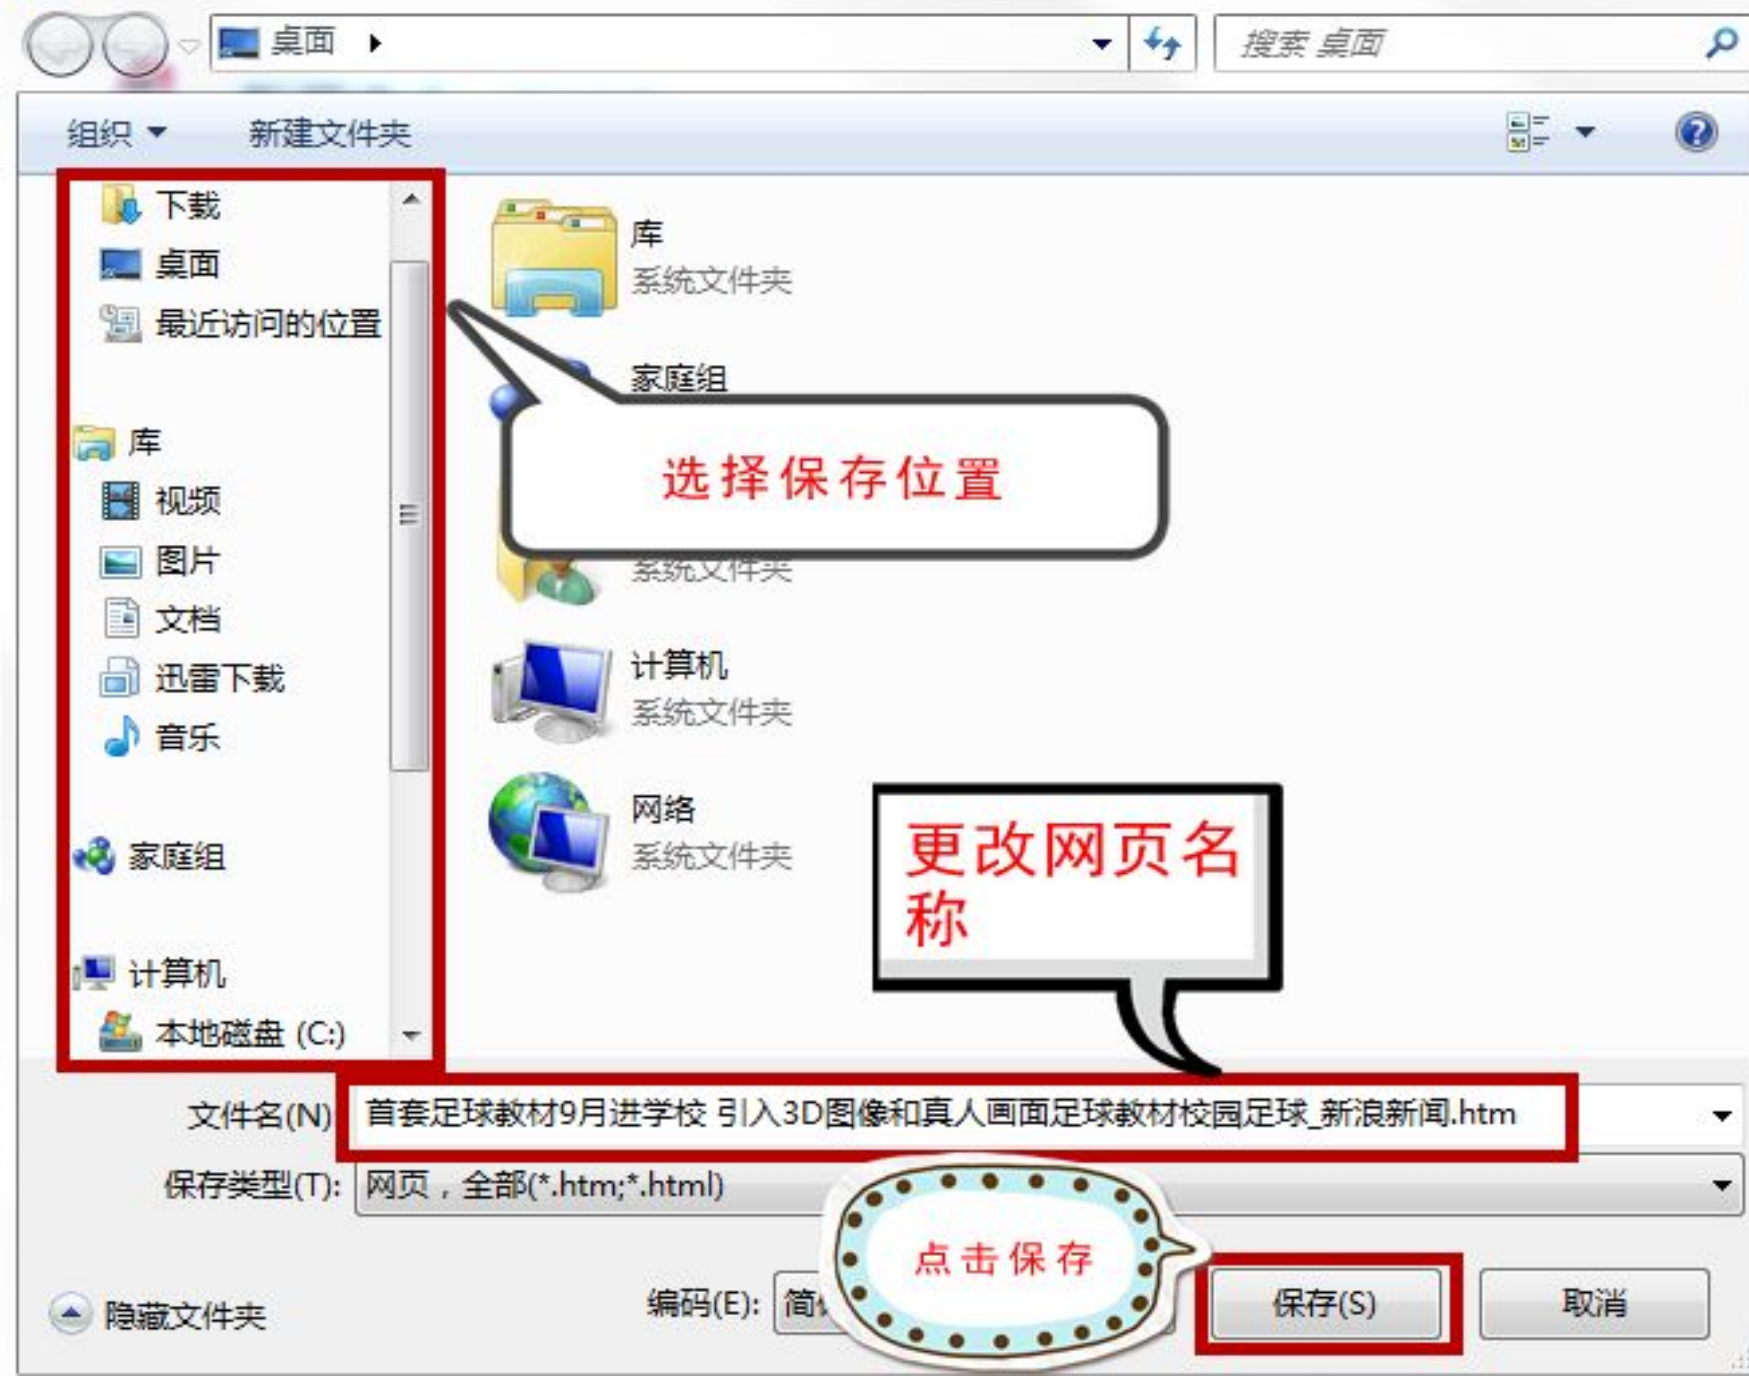 桌面
搜索 桌面
组织
新建文件夹
下载
桌面
最近访问的位置
库
视频
图片
文档
迅雷下载
音乐
家庭组
计算机
本地磁盘 (C:)
库
系统文件夹
家庭组
选择保存位置
系统文件夹
计算机
系统文件夹
网络
系统文件夹
更改网页名
称
文件名(N)
首套足球教材9月进学校 引入3D图像和真人画面足球教材校园足球_新浪新闻.htm
保存类型(T):
网页，全部(*.htm;*.html)
点击保存
隐藏文件夹
编码(E):
简
保存(S)
取消